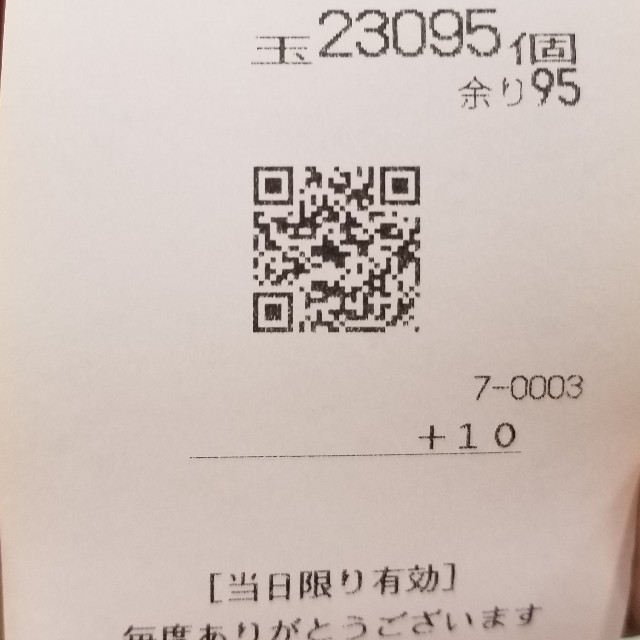 玉23095個
余り95
7-0003
+10
[当日限り有効]
毎度ありがとうございます